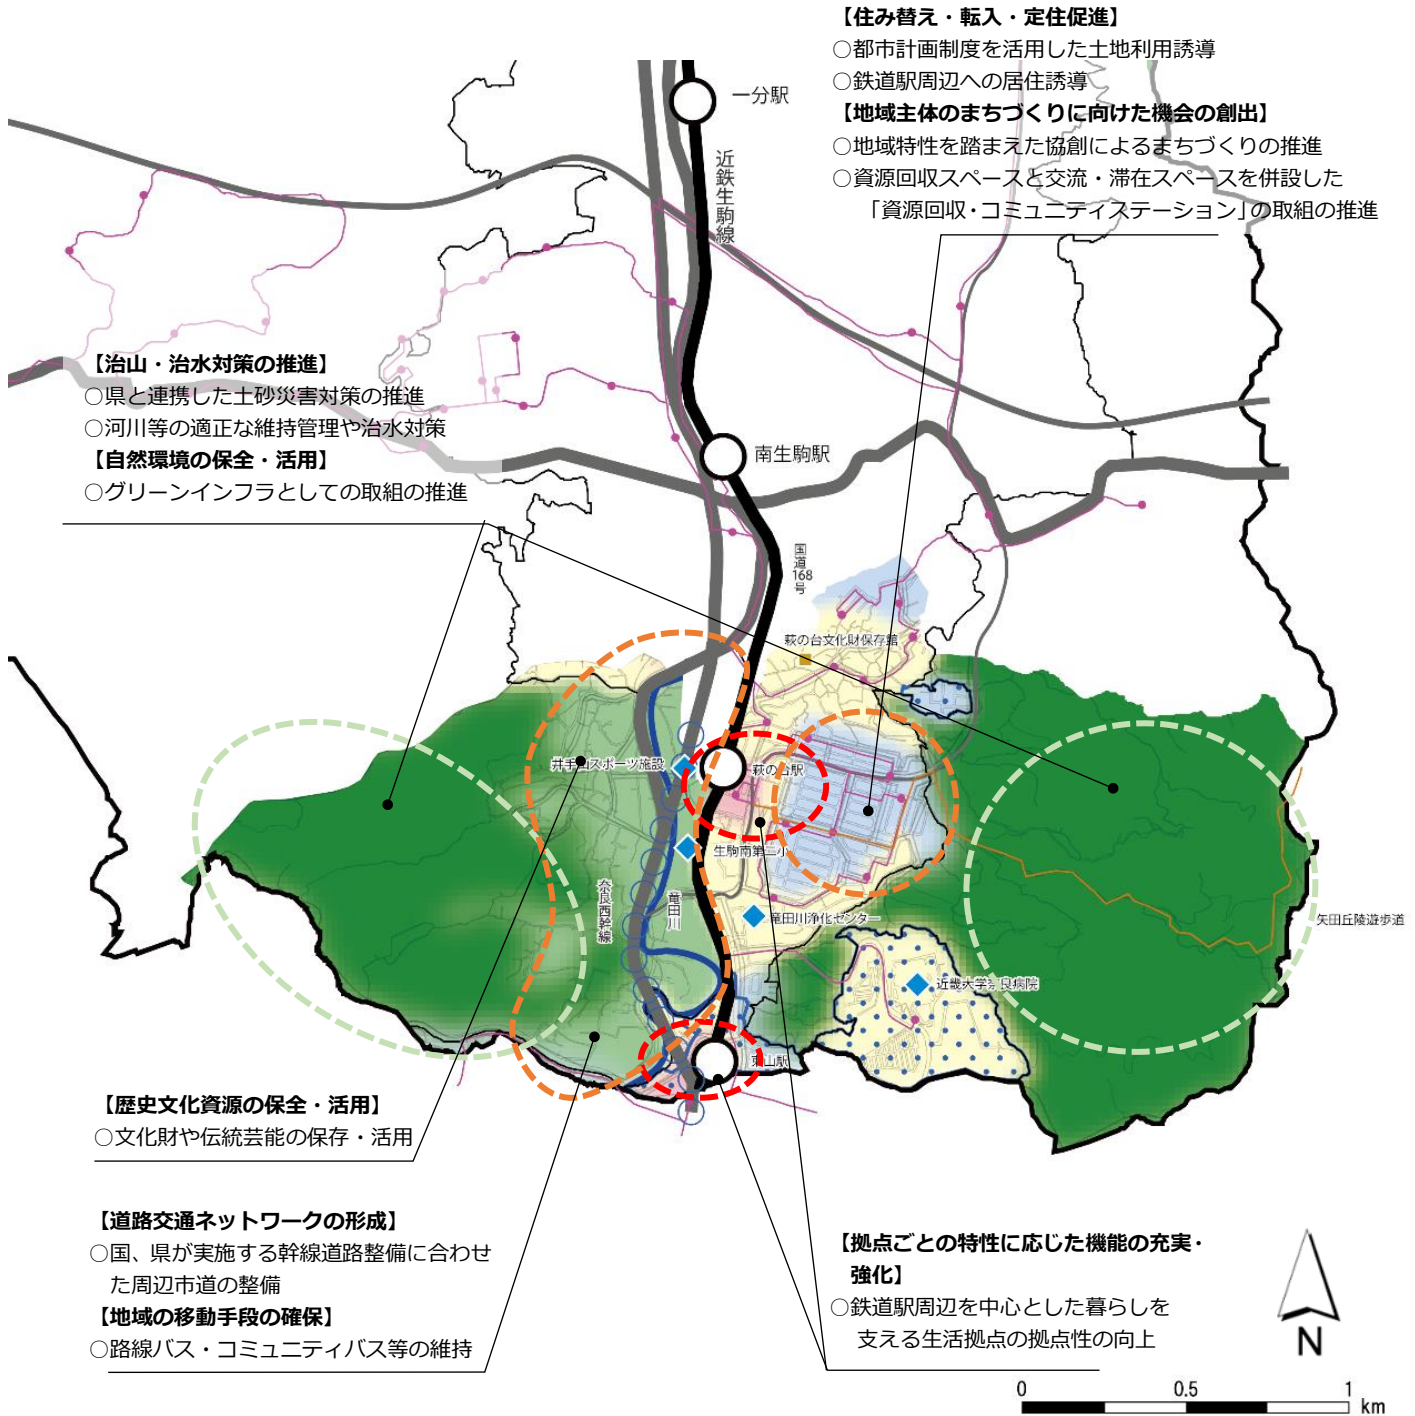 【住み替え・転入・定住促進】
○都市計画制度を活用した土地利用誘導
○鉄道駅周辺への居住誘導
【地域主体のまちづくりに向けた機会の創出】
○地域特性を踏まえた協創によるまちづくりの推進
○資源回収スペースと交流・滞在スペースを併設した
「資源回収・コミュニティステーション」の取組の推進
一分駅
近鉄生駒線
【治山・治水対策の推進】
○県と連携した土砂災害対策の推進
○河川等の適正な維持管理や治水対策
【自然環境の保全・活用】
○グリーンインフラとしての取組の推進
南生駒駅
国道168号
萩の台文化財保存館
井手山スポーツ施設
萩の台駅
生駒南第二小
奈良西幹線
竜田川
竜田川浄化センター
矢田丘陵遊歩道
近畿大学奈良病院
東山駅
【歴史文化資源の保全・活用】
○文化財や伝統芸能の保存・活用
【道路交通ネットワークの形成】
○国、県が実施する幹線道路整備に合わせ
た周辺市道の整備
【地域の移動手段の確保】
○路線バス・コミュニティバス等の維持
【拠点ごとの特性に応じた機能の充実・
強化】
○鉄道駅周辺を中心とした暮らしを
支える生活拠点の拠点性の向上
N
0 0.5 1
km